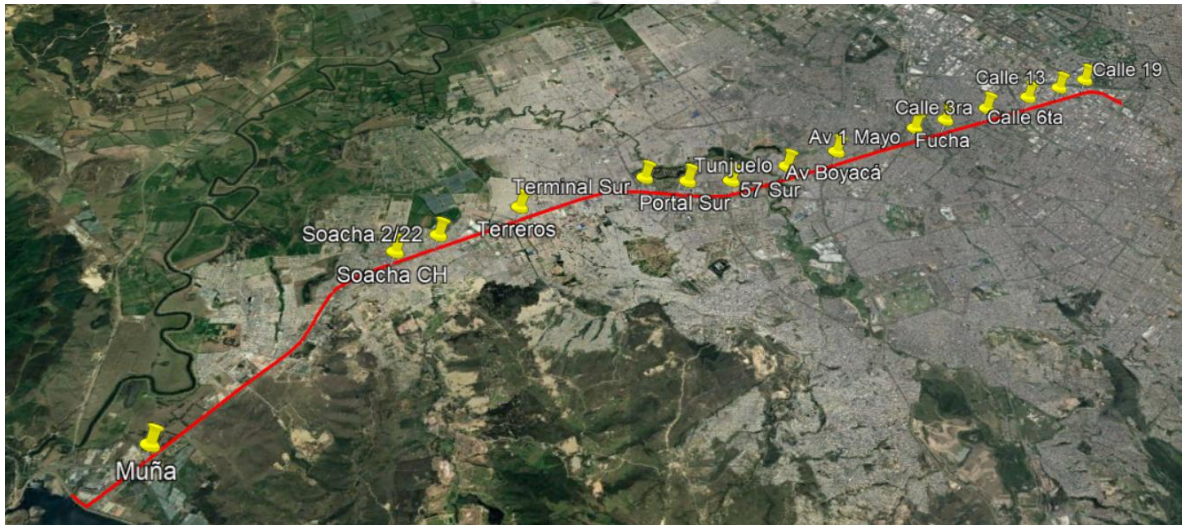 Calle 19
Calle 13
Calle 3ra
Calle 6ta
Av 1 Mayo
Fucha
Tunjuelo
Av Boyacá
Terminal Sur
57 Sur
Portal Sur
Soacha 2/22
Terreros
Soacha CH
Muña